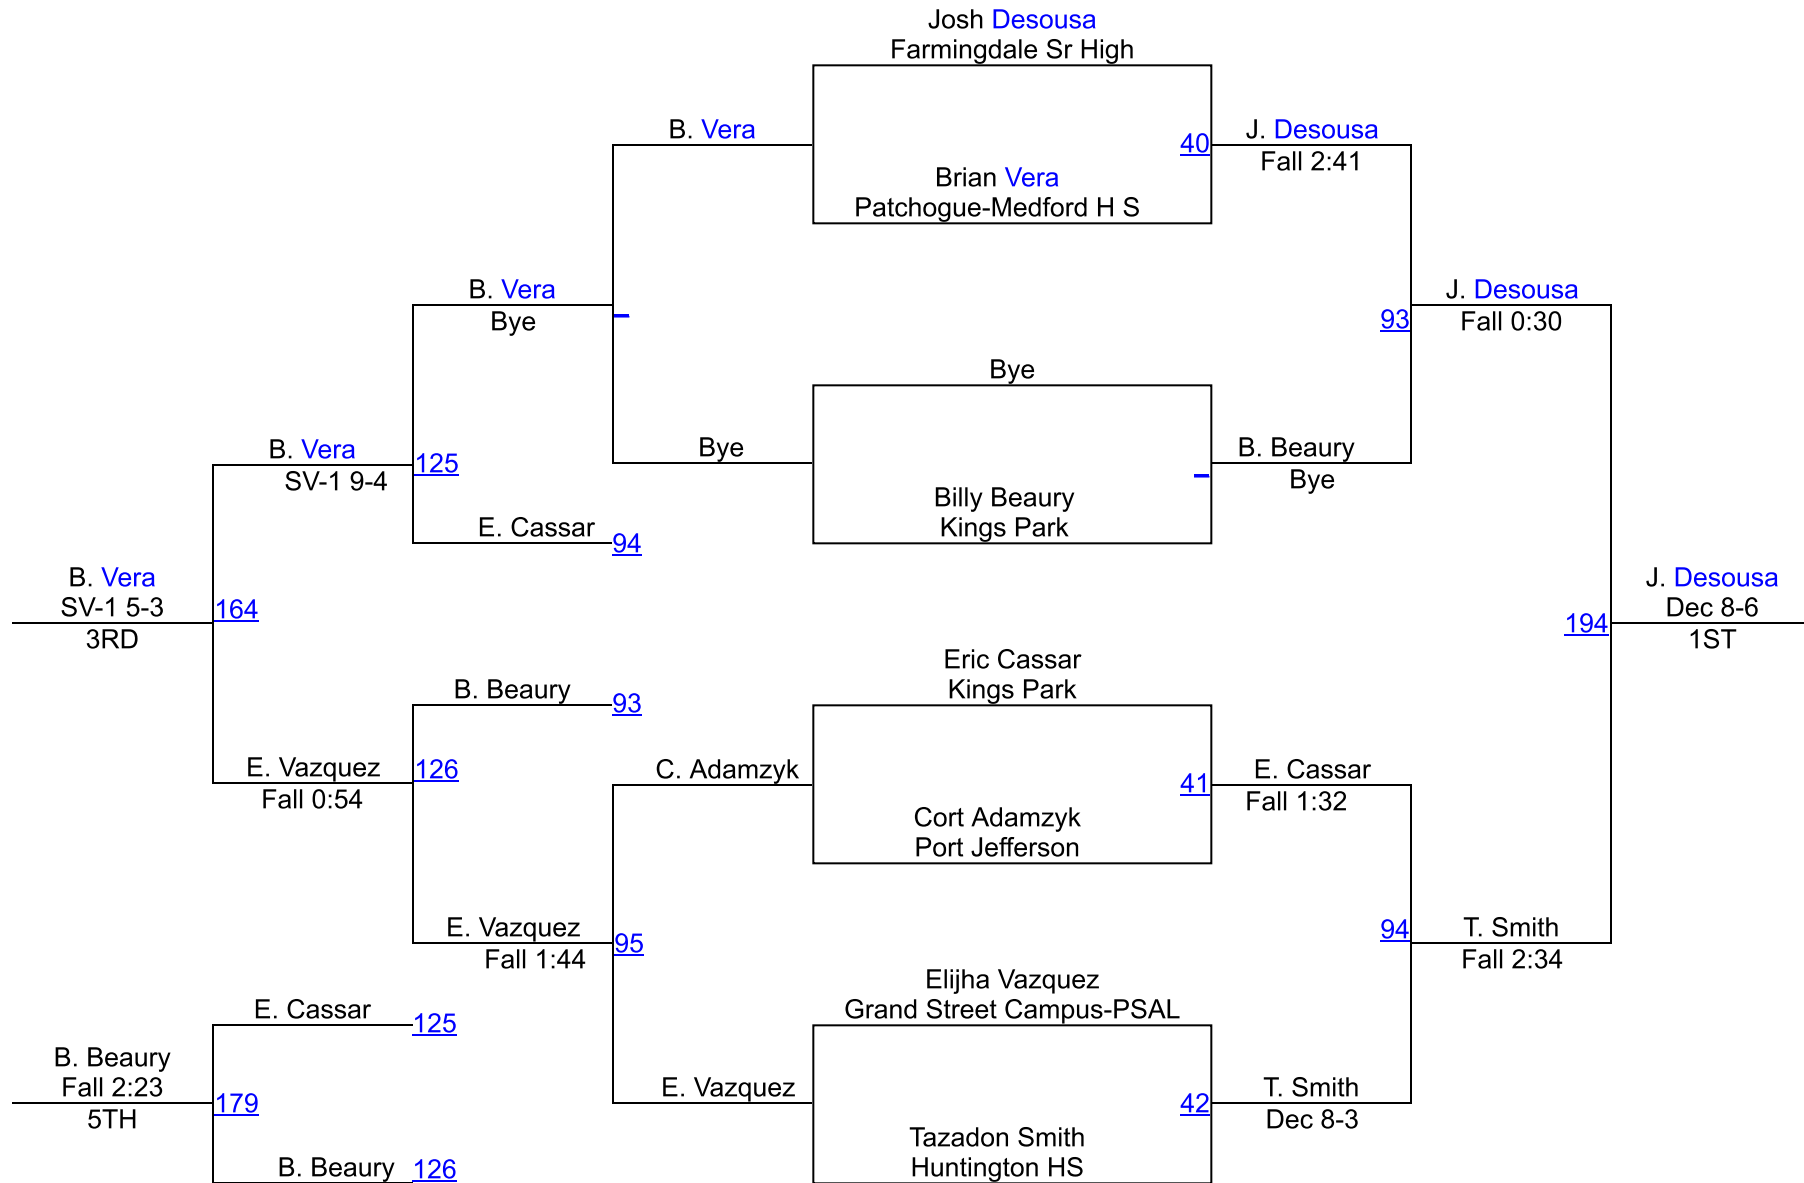 Josh Desousa
Farmingdale Sr High
B. Vera
40
J. Desousa
Fall 2:41
Brian Vera
Patchogue-Medford H S
B. Vera
Bye
J. Desousa
93
Fall 0:30
Bye
B. Vera
SV-1 9-4
125
Bye
B. Beaury
Bye
Billy Beaury
Kings Park
E. Cassar
94
B. Vera
SV-1 5-3
3RD
164
J. Desousa
Dec 8-6
1ST
194
Eric Cassar
Kings Park
B. Beaury
93
E. Vazquez
Fall 0:54
126
C. Adamzyk
41
E. Cassar
Fall 1:32
Cort Adamzyk
Port Jefferson
E. Vazquez
Fall 1:44
95
94
T. Smith
Fall 2:34
Elijha Vazquez
Grand Street Campus-PSAL
E. Cassar
125
B. Beaury
Fall 2:23
5TH
179
E. Vazquez
42
T. Smith
Dec 8-3
Tazadon Smith
Huntington HS
B. Beaury
126